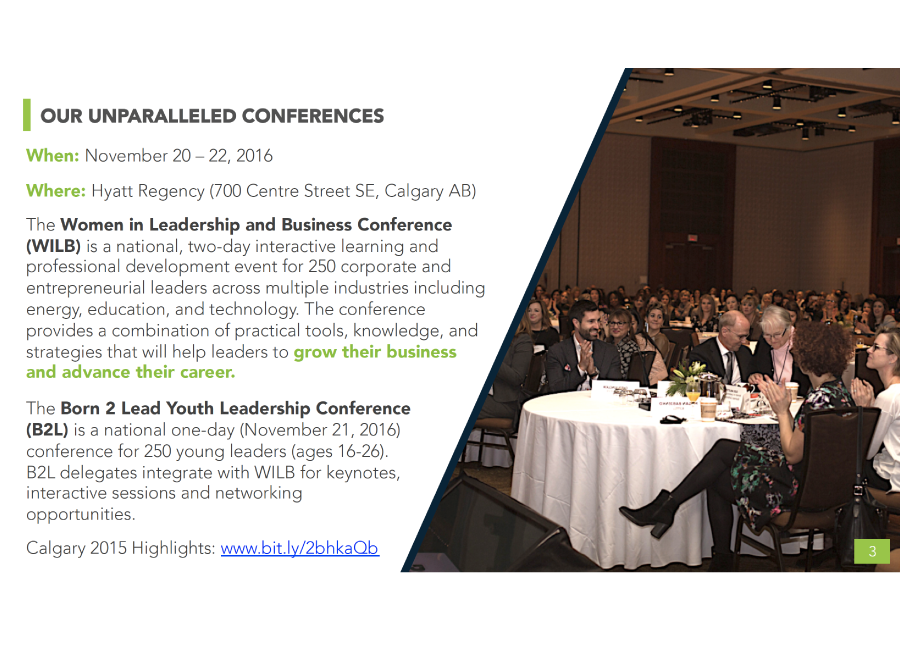 OUR UNPARALLELED CONFERENCES
When: November 20 – 22, 2016
Where: Hyatt Regency (700 Centre Street SE, Calgary AB)
The Women in Leadership and Business Conference
(WILB) is a national, two-day interactive learning and
professional development event for 250 corporate and
entrepreneurial leaders across multiple industries including
energy, education, and technology. The conference
provides a combination of practical tools, knowledge, and
strategies that will help leaders to grow their business
and advance their career.
The Born 2 Lead Youth Leadership Conference
(B2L) is a national one-day (November 21, 2016)
conference for 250 young leaders (ages 16-26).
B2L delegates integrate with WILB for keynotes,
interactive sessions and networking
opportunities.
Calgary 2015 Highlights: www.bit.ly/2bhkaQb
3